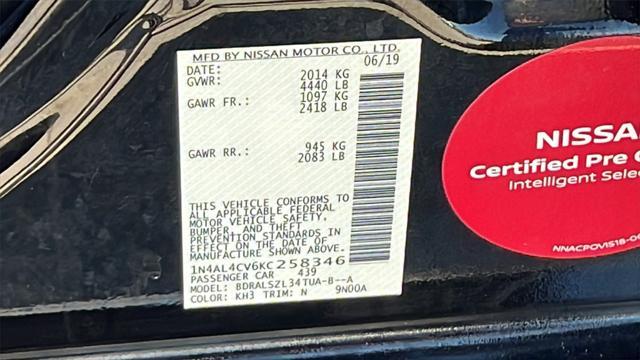 MFD BY NISSAN MOTOR CO., LTD.
DATE: 06/19
GVWR: 2014 KG
4440 LB
GAWR FR.: 1097 KG
2418 LB
GAWR RR.: 945 KG
2083 LB
THIS VEHICLE CONFORMS TO
ALL APPLICABLE FEDERAL
MOTOR VEHICLE SAFETY,
BUMPER, AND THEFT
PREVENTION STANDARDS IN
EFFECT ON THE DATE OF
MANUFACTURE SHOWN ABOVE.
1N4AL4CV6KC258346
PASSENGER CAR 439
MODEL: BDRALSZL34TUA-B--A
COLOR: KH3 TRIM: N 9N00A
NISSA
Certified Pre
Intelligent Selec
NNACPOVIS18-0